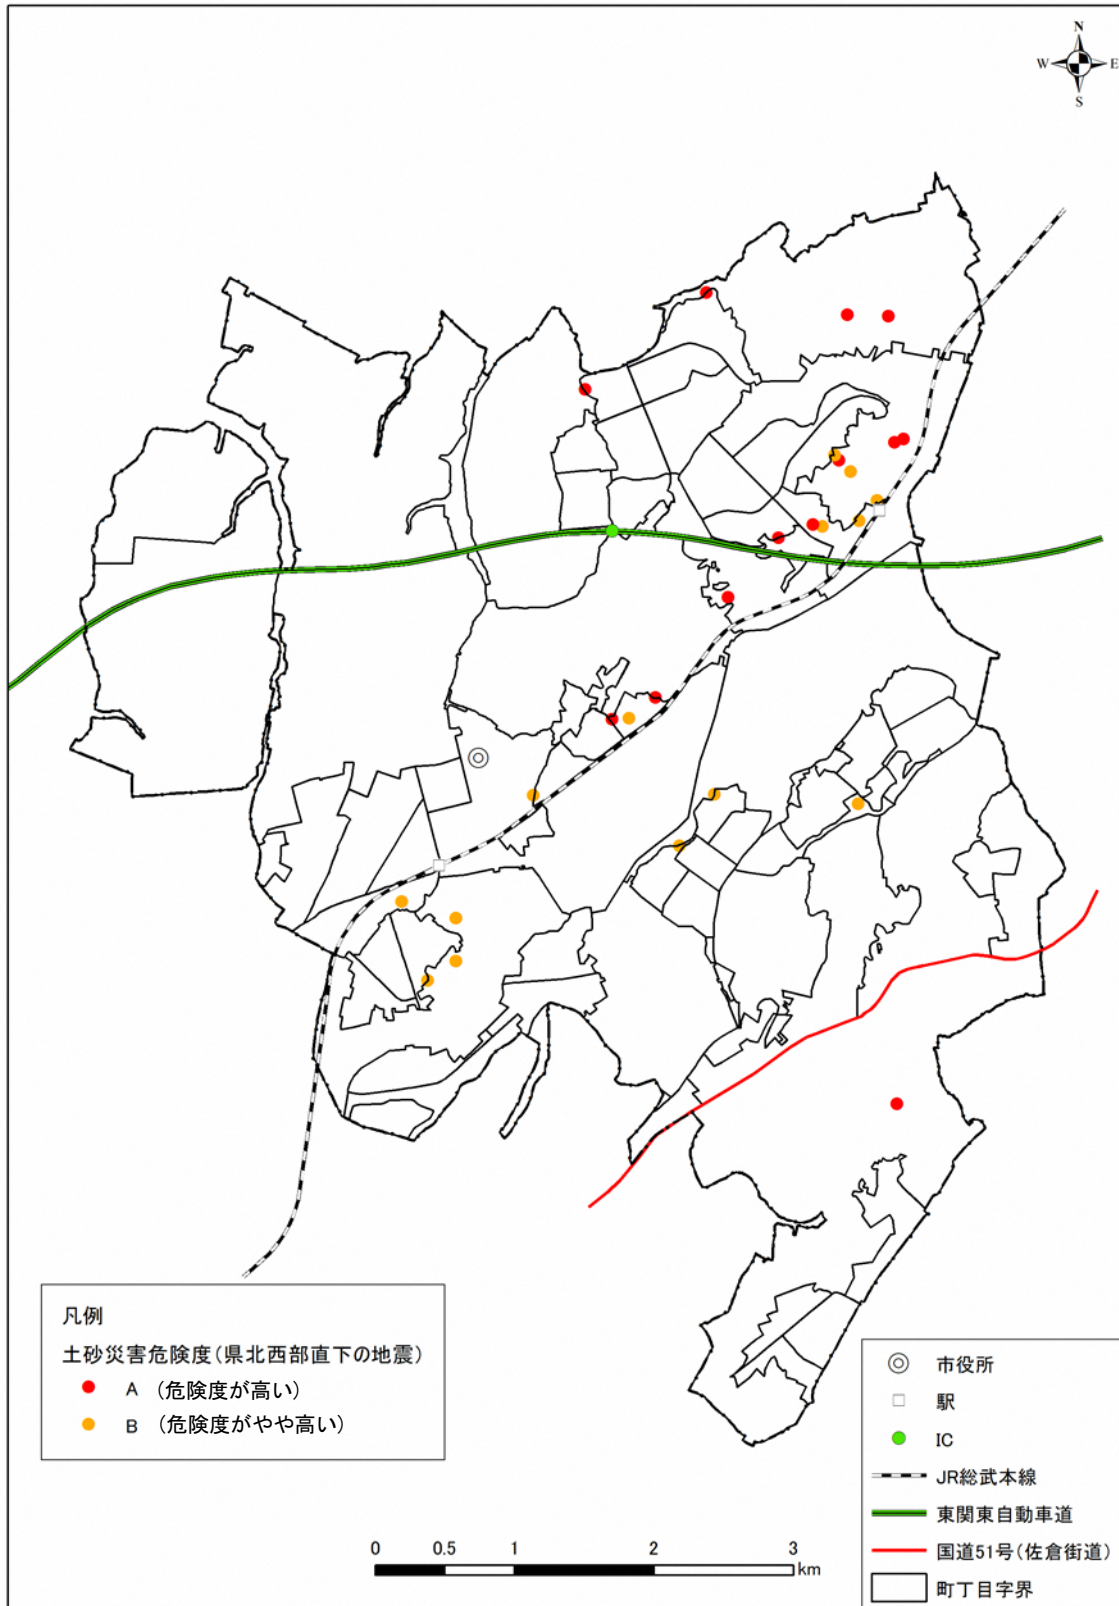 N
W E
S
凡例
土砂災害危険度(県北西部直下の地震)
A (危険度が高い)
B (危険度がやや高い)
0 0.5 1 2 3
km
市役所
駅
IC
JR総武本線
東関東自動車道
国道51号(佐倉街道)
町丁目字界